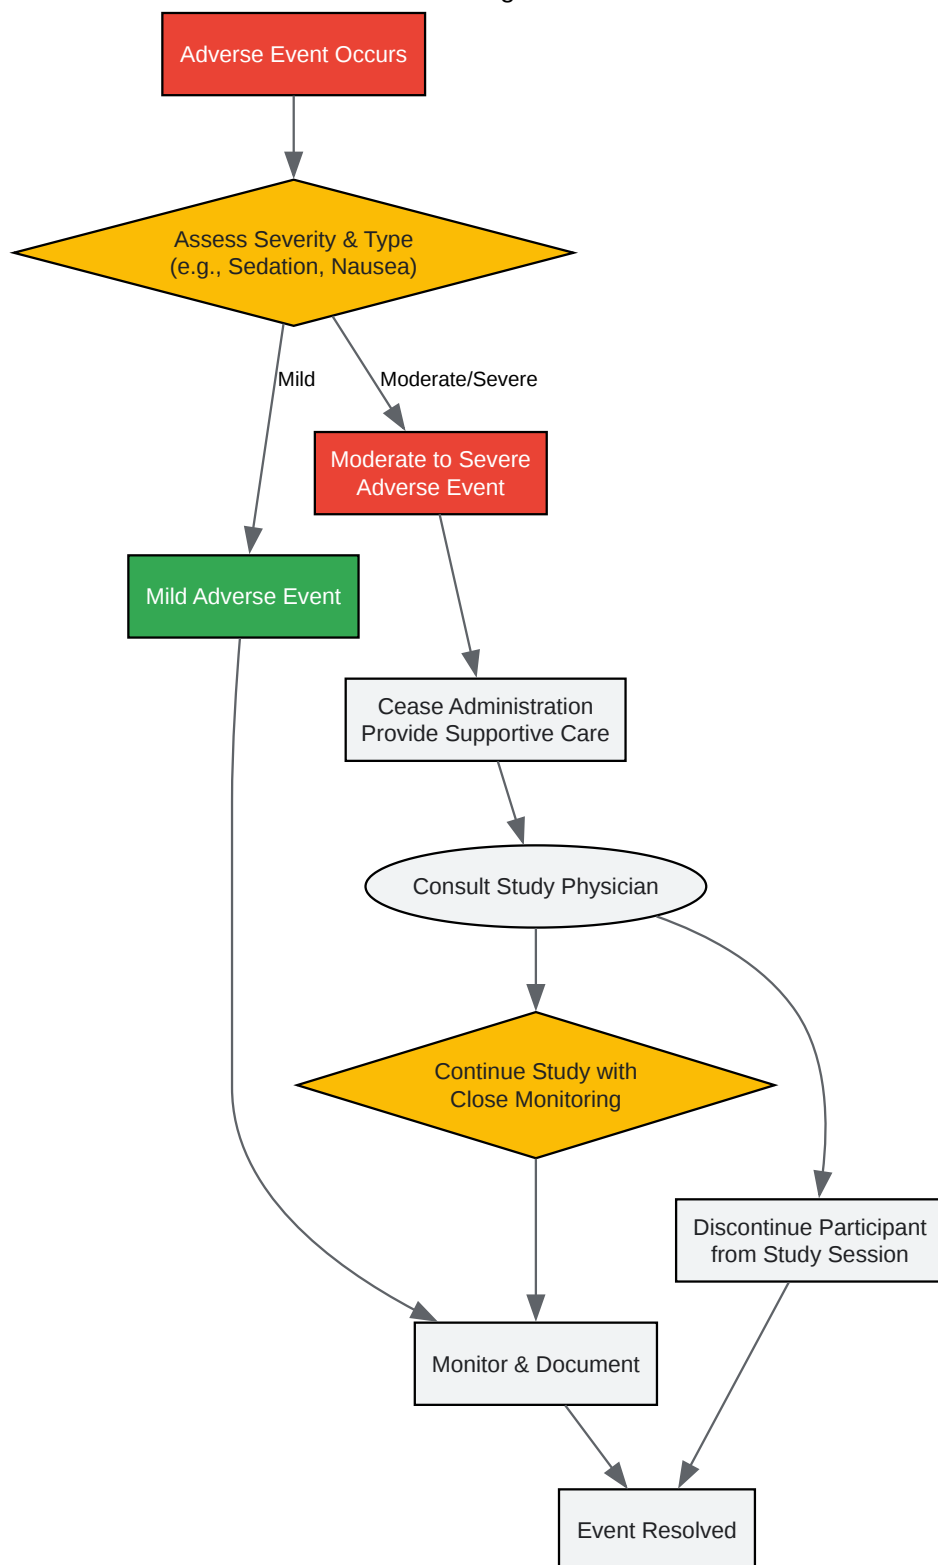 Adverse Event Occurs
Assess Severity & Type
(e.g., Sedation, Nausea)
Mild
Moderate/Severe
Moderate to Severe
Adverse Event
Mild Adverse Event
Cease Administration
Provide Supportive Care
Consult Study Physician
Continue Study with
Close Monitoring
Discontinue Participant
from Study Session
Monitor & Document
Event Resolved